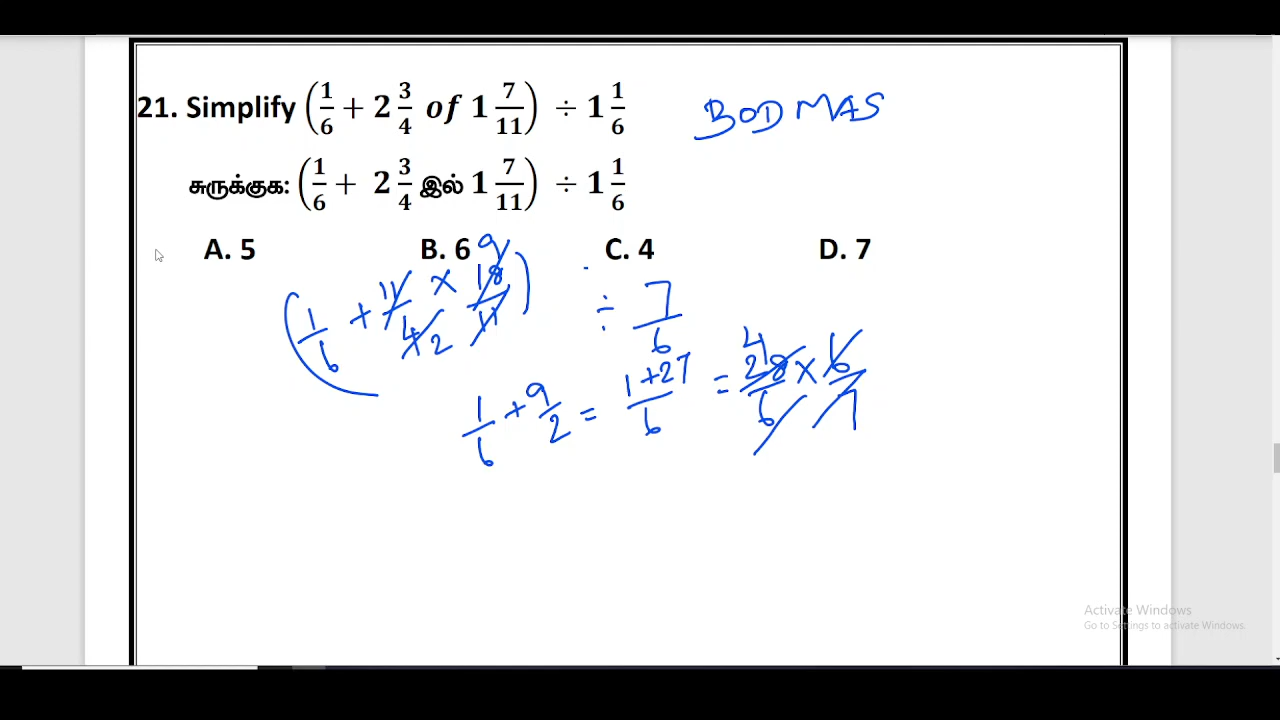 21. Simplify (1/6 + 2 3/4 of 1 7/11) ÷ 1 1/6 BODMAS
சுருக்குக: (1/6 + 2 3/4 இல் 1 7/11) ÷ 1 1/6
A. 5 B. 6 C. 4 D. 7
(1/6 + 11/4 2 × 18 9/11) ÷ 7/6
1/6 + 9/2 = 1+27/6 = 28 4/6 × 6/7
Activate Windows
Go to Settings to activate Windows.